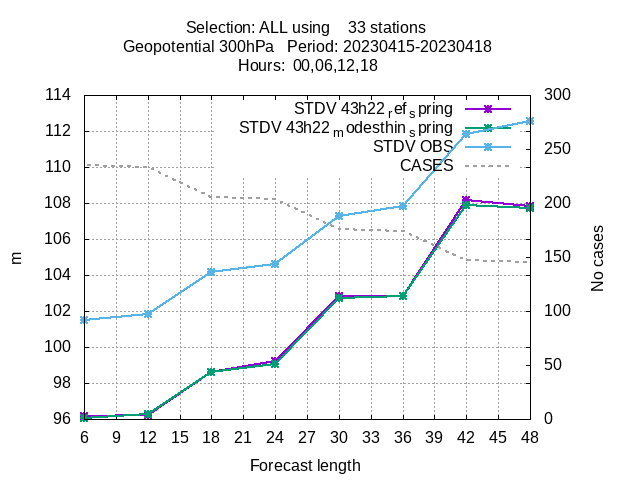 Selection: ALL using 33 stations
Geopotential 300hPa Period: 20230415-20230418
Hours: 00,06,12,18
STDV 43h22_ref_spring
STDV 43h22_modesthin_spring
STDV OBS
CASES
114
112
110
108
106
104
102
100
98
96
300
250
200
150
100
50
0
m
No cases
6 9 12 15 18 21 24 27 30 33 36 39 42 45 48
Forecast length